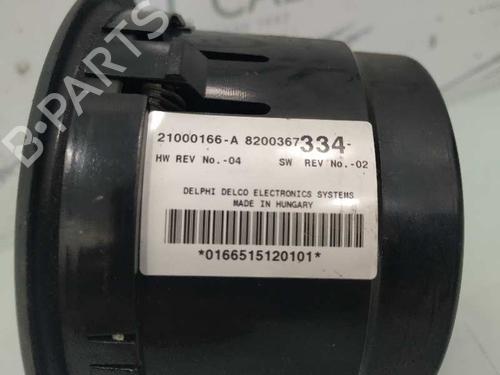 21000166-A 8200367334-
HW REV No.-04 SW REV No.-02
DELPHI DELCO ELECTRONICS SYSTEMS
MADE IN HUNGARY
*0166515120101*
B-PARTS